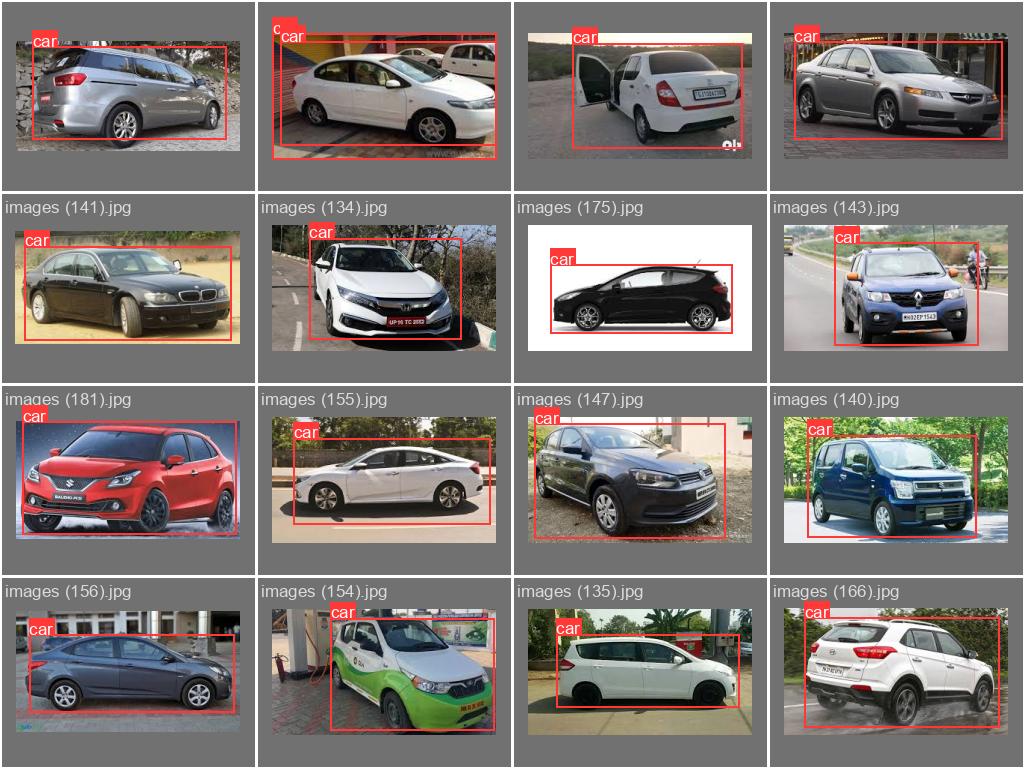 car
c
car
car
car
images (141).jpg
images (134).jpg
images (175).jpg
images (143).jpg
car
car
car
car
MH02EP1543
images (181).jpg
images (155).jpg
images (147).jpg
images (140).jpg
car
car
car
car
images (156).jpg
images (154).jpg
images (135).jpg
images (166).jpg
car
car
car
car